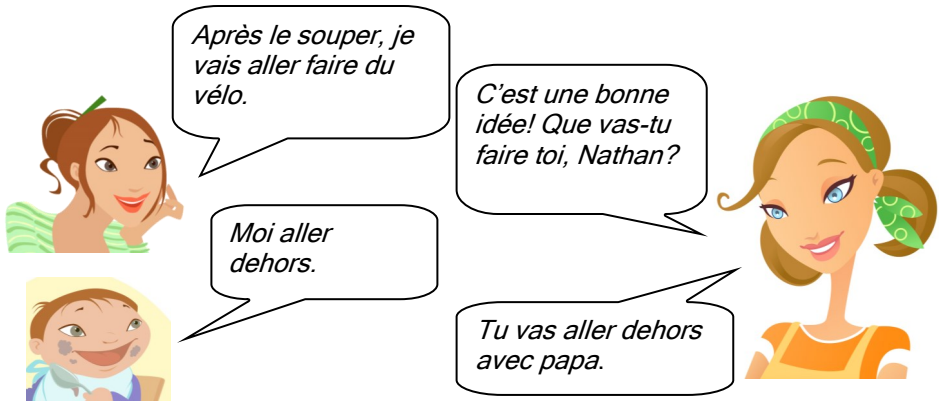 Après le souper, je
vais aller faire du
vélo.
C'est une bonne
idée! Que vas-tu
faire toi, Nathan?
Moi aller
dehors.
Tu vas aller dehors
avec papa.